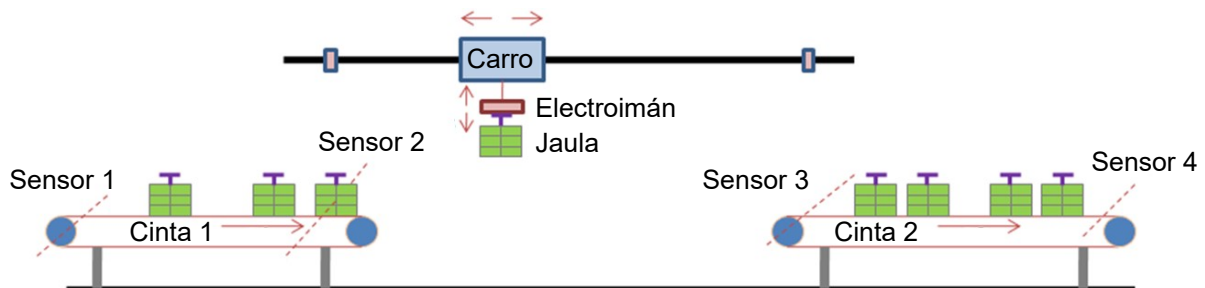 Carro
Electroimán
Jaula
Sensor 1
Sensor 2
Sensor 3
Sensor 4
Cinta 1
Cinta 2